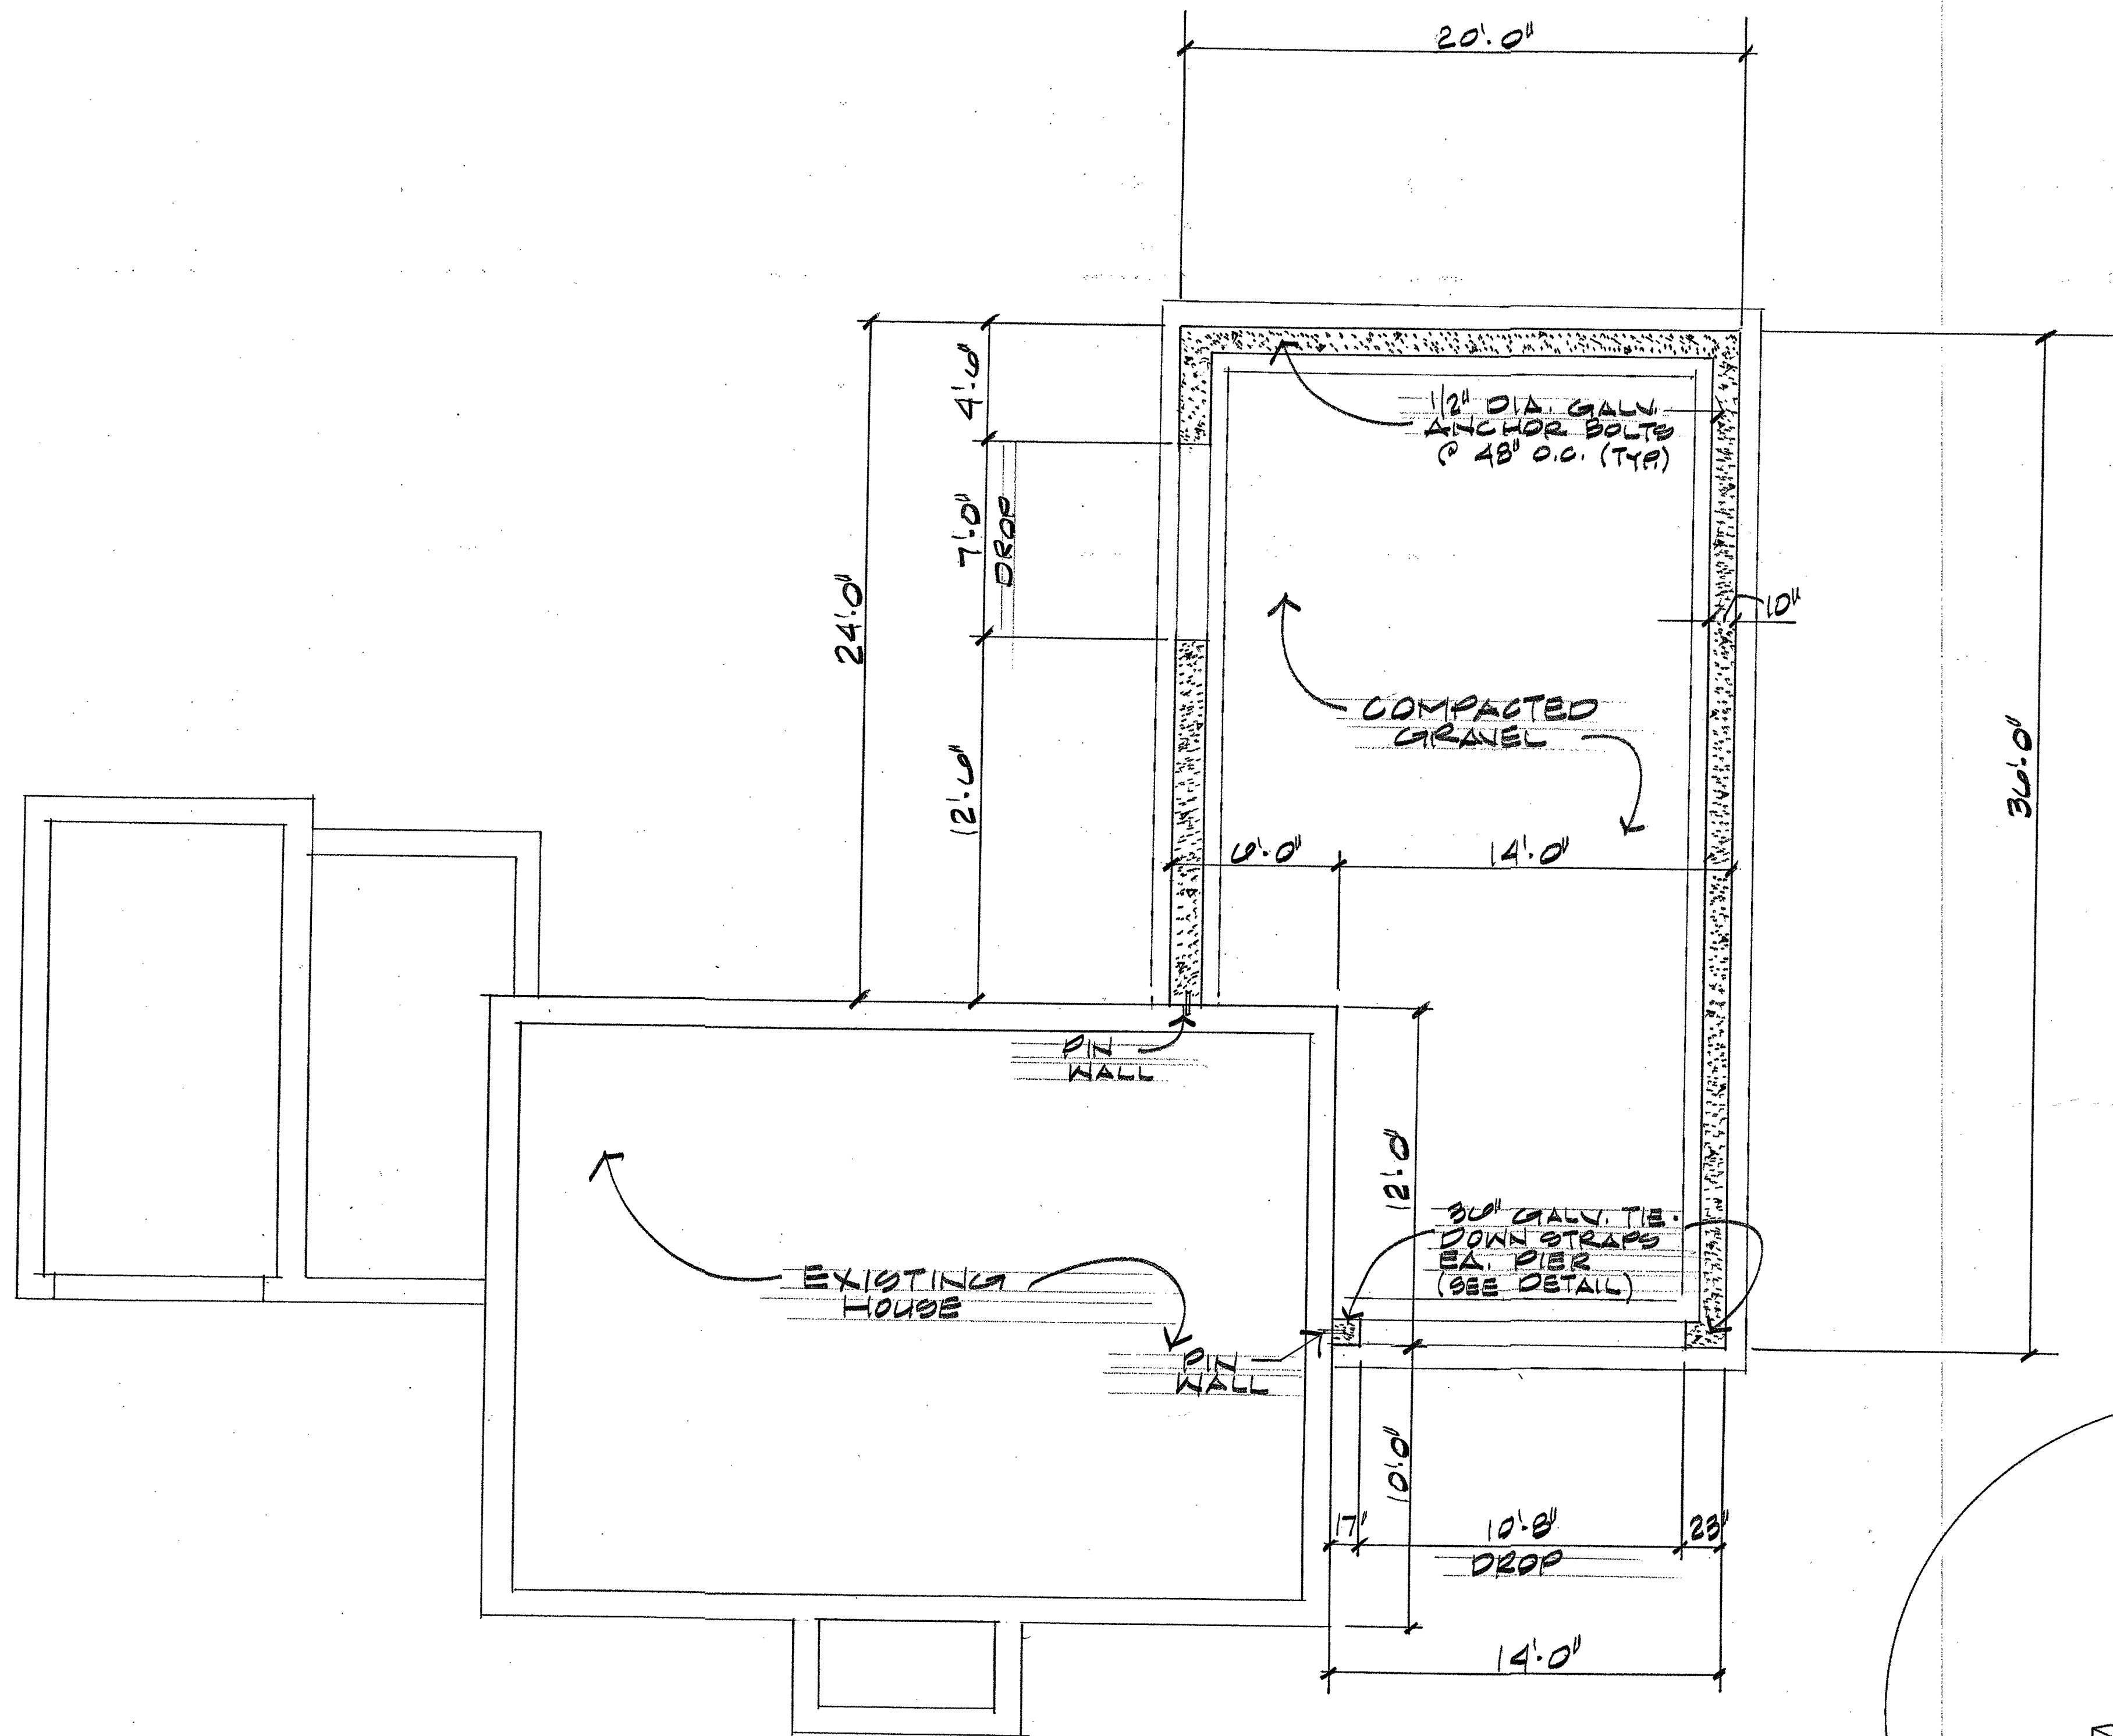 20'-0"
4'-6"
1/2" DIA. GALV.
ANCHOR BOLTS
@ 48" O.C. (TYP.)
7'-0"
DROP
24'-0"
10"
COMPACTED
GRAVEL
36'-0"
12'-6"
6'-0"
14'-0"
PIN
WALL
12'-0"
36" GALV. TIE-
DOWN STRAPS
EA. PIER
(SEE DETAIL)
EXISTING
HOUSE
PIN
WALL
10'-0"
17"
10'-8"
23"
DROP
14'-0"